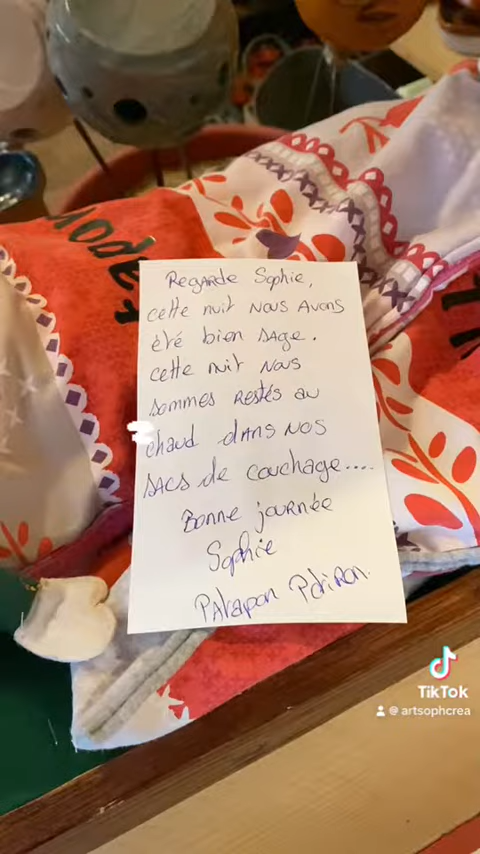 Modes
Regarde Sophie,
cette nuit NOUS AVONS
été bien sage.
cette nuit NOUS
sommes RESTÉS AU
chaud dANS NOS
SACS de couchage....
Bonne journée
Sophie
PAtapon
TikTok
@artsophcrea